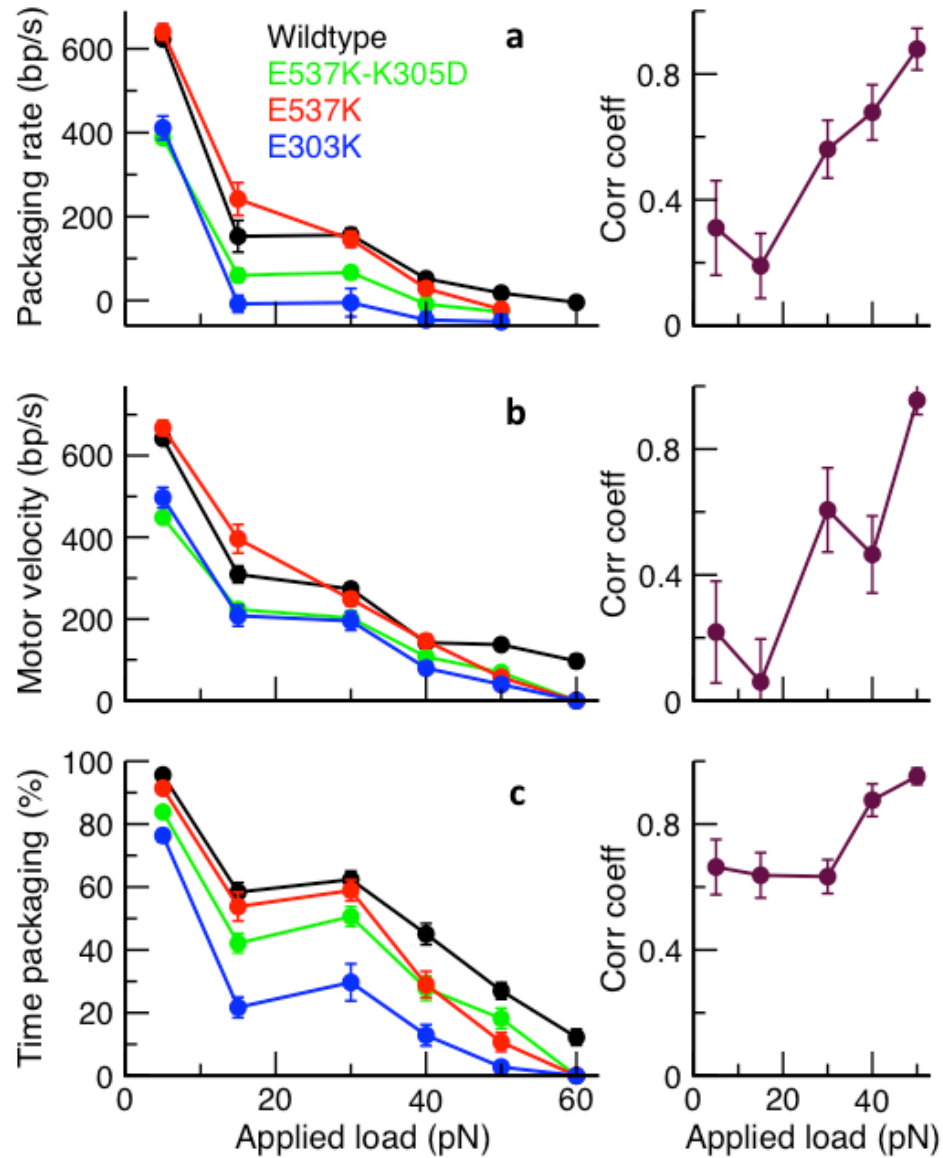 Packaging rate (bp/s)
600
400
200
0
Wildtype
E537K-K305D
E537K
E303K
a
Corr coeff
0.8
0.4
0
Motor velocity (bp/s)
600
400
200
0
b
Corr coeff
0.8
0.4
0
Time packaging (%)
100
80
60
40
20
0
c
0 20 40 60
Applied load (pN)
Corr coeff
0.8
0.4
0
0 20 40
Applied load (pN)